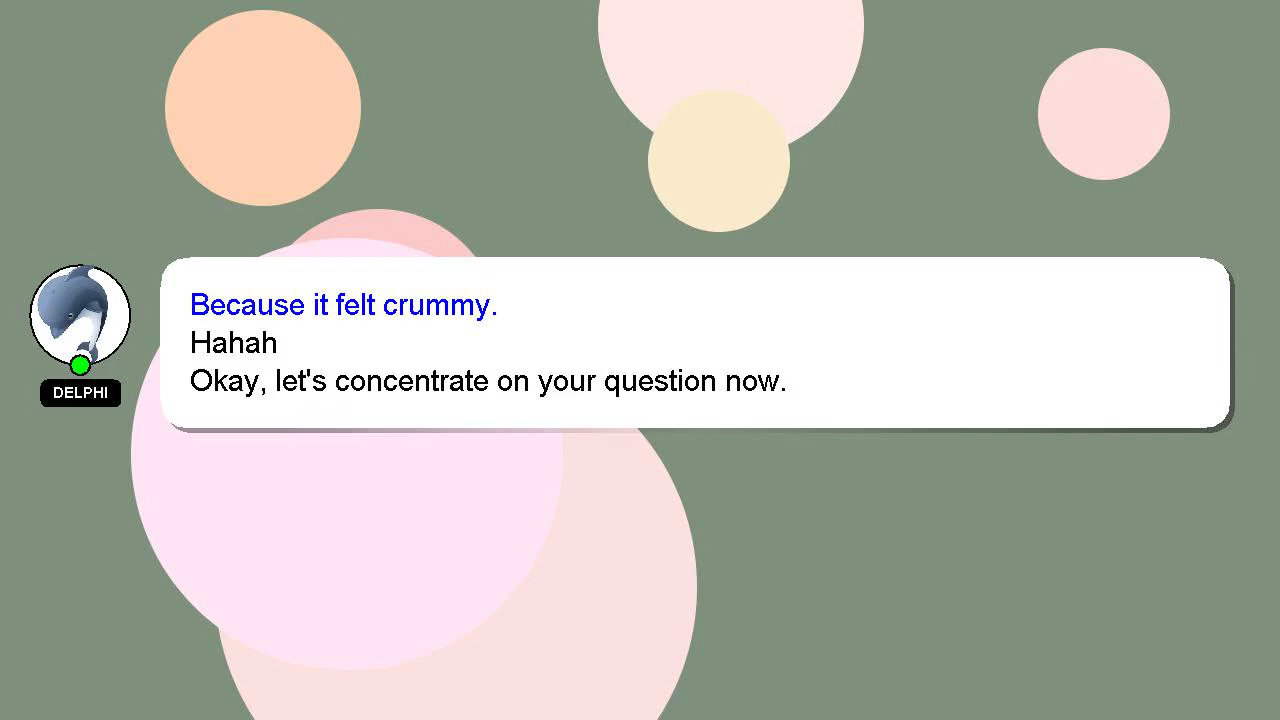 Because it felt crummy.
Hahah
Okay, let's concentrate on your question now.
DELPHI